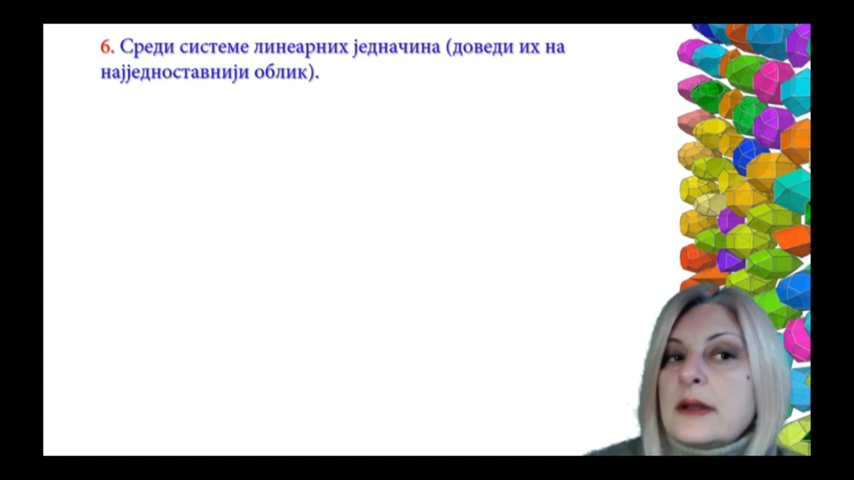 6. Среди системе линеарних једначина (доведи их на
најједноставнији облик).